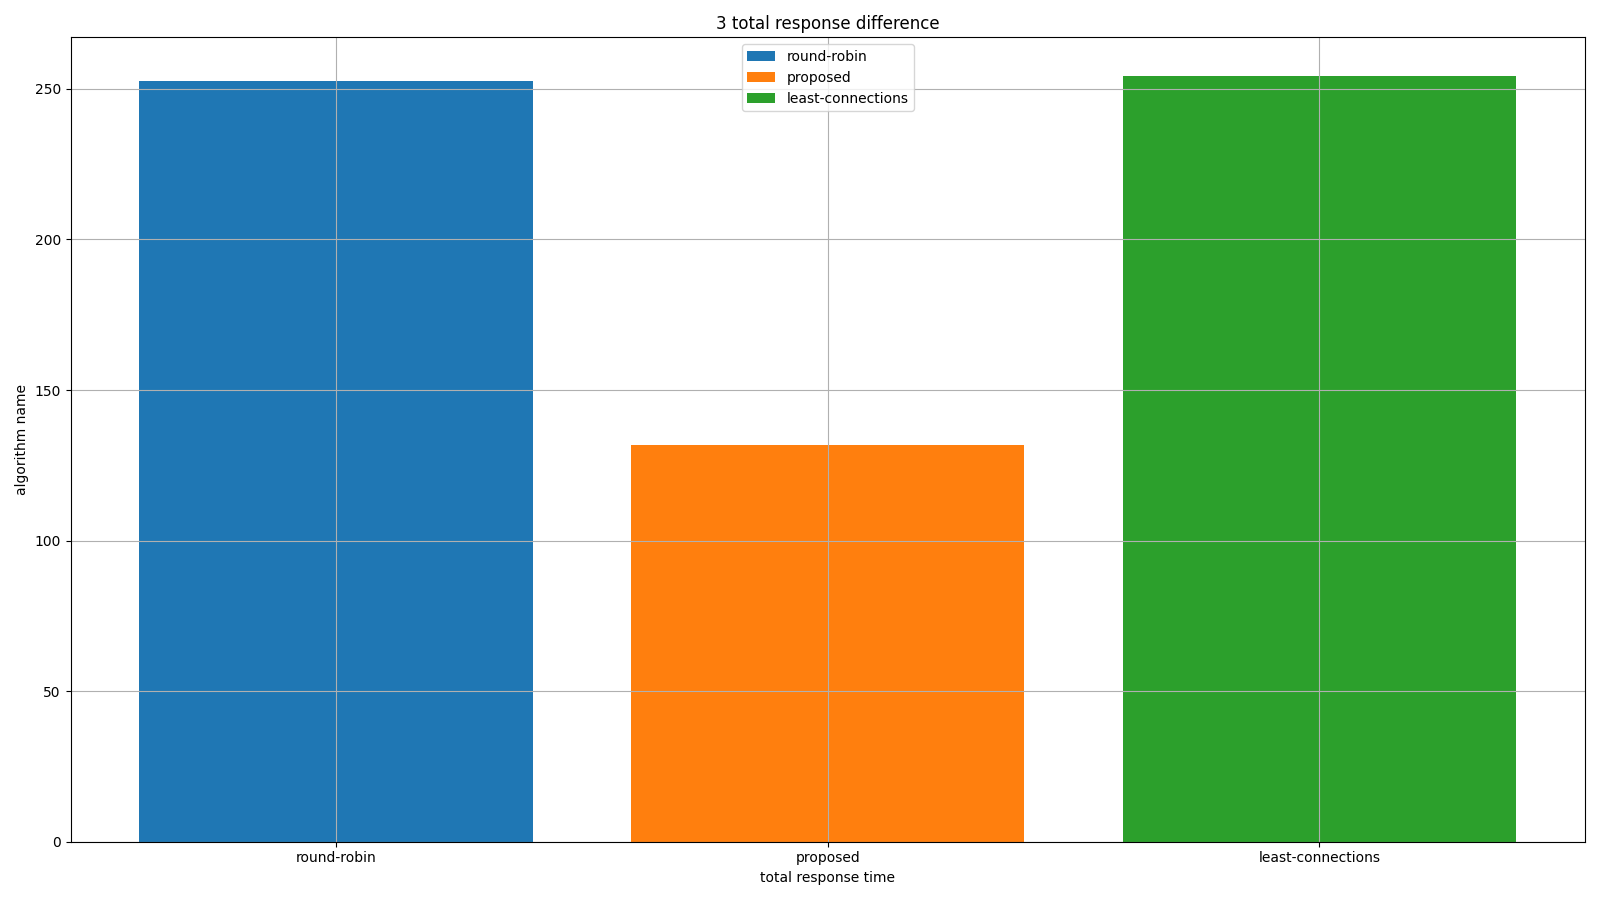 3 total response difference
round-robin
proposed
least-connections
250
200
150
100
50
0
algorithm name
round-robin proposed least-connections
total response time